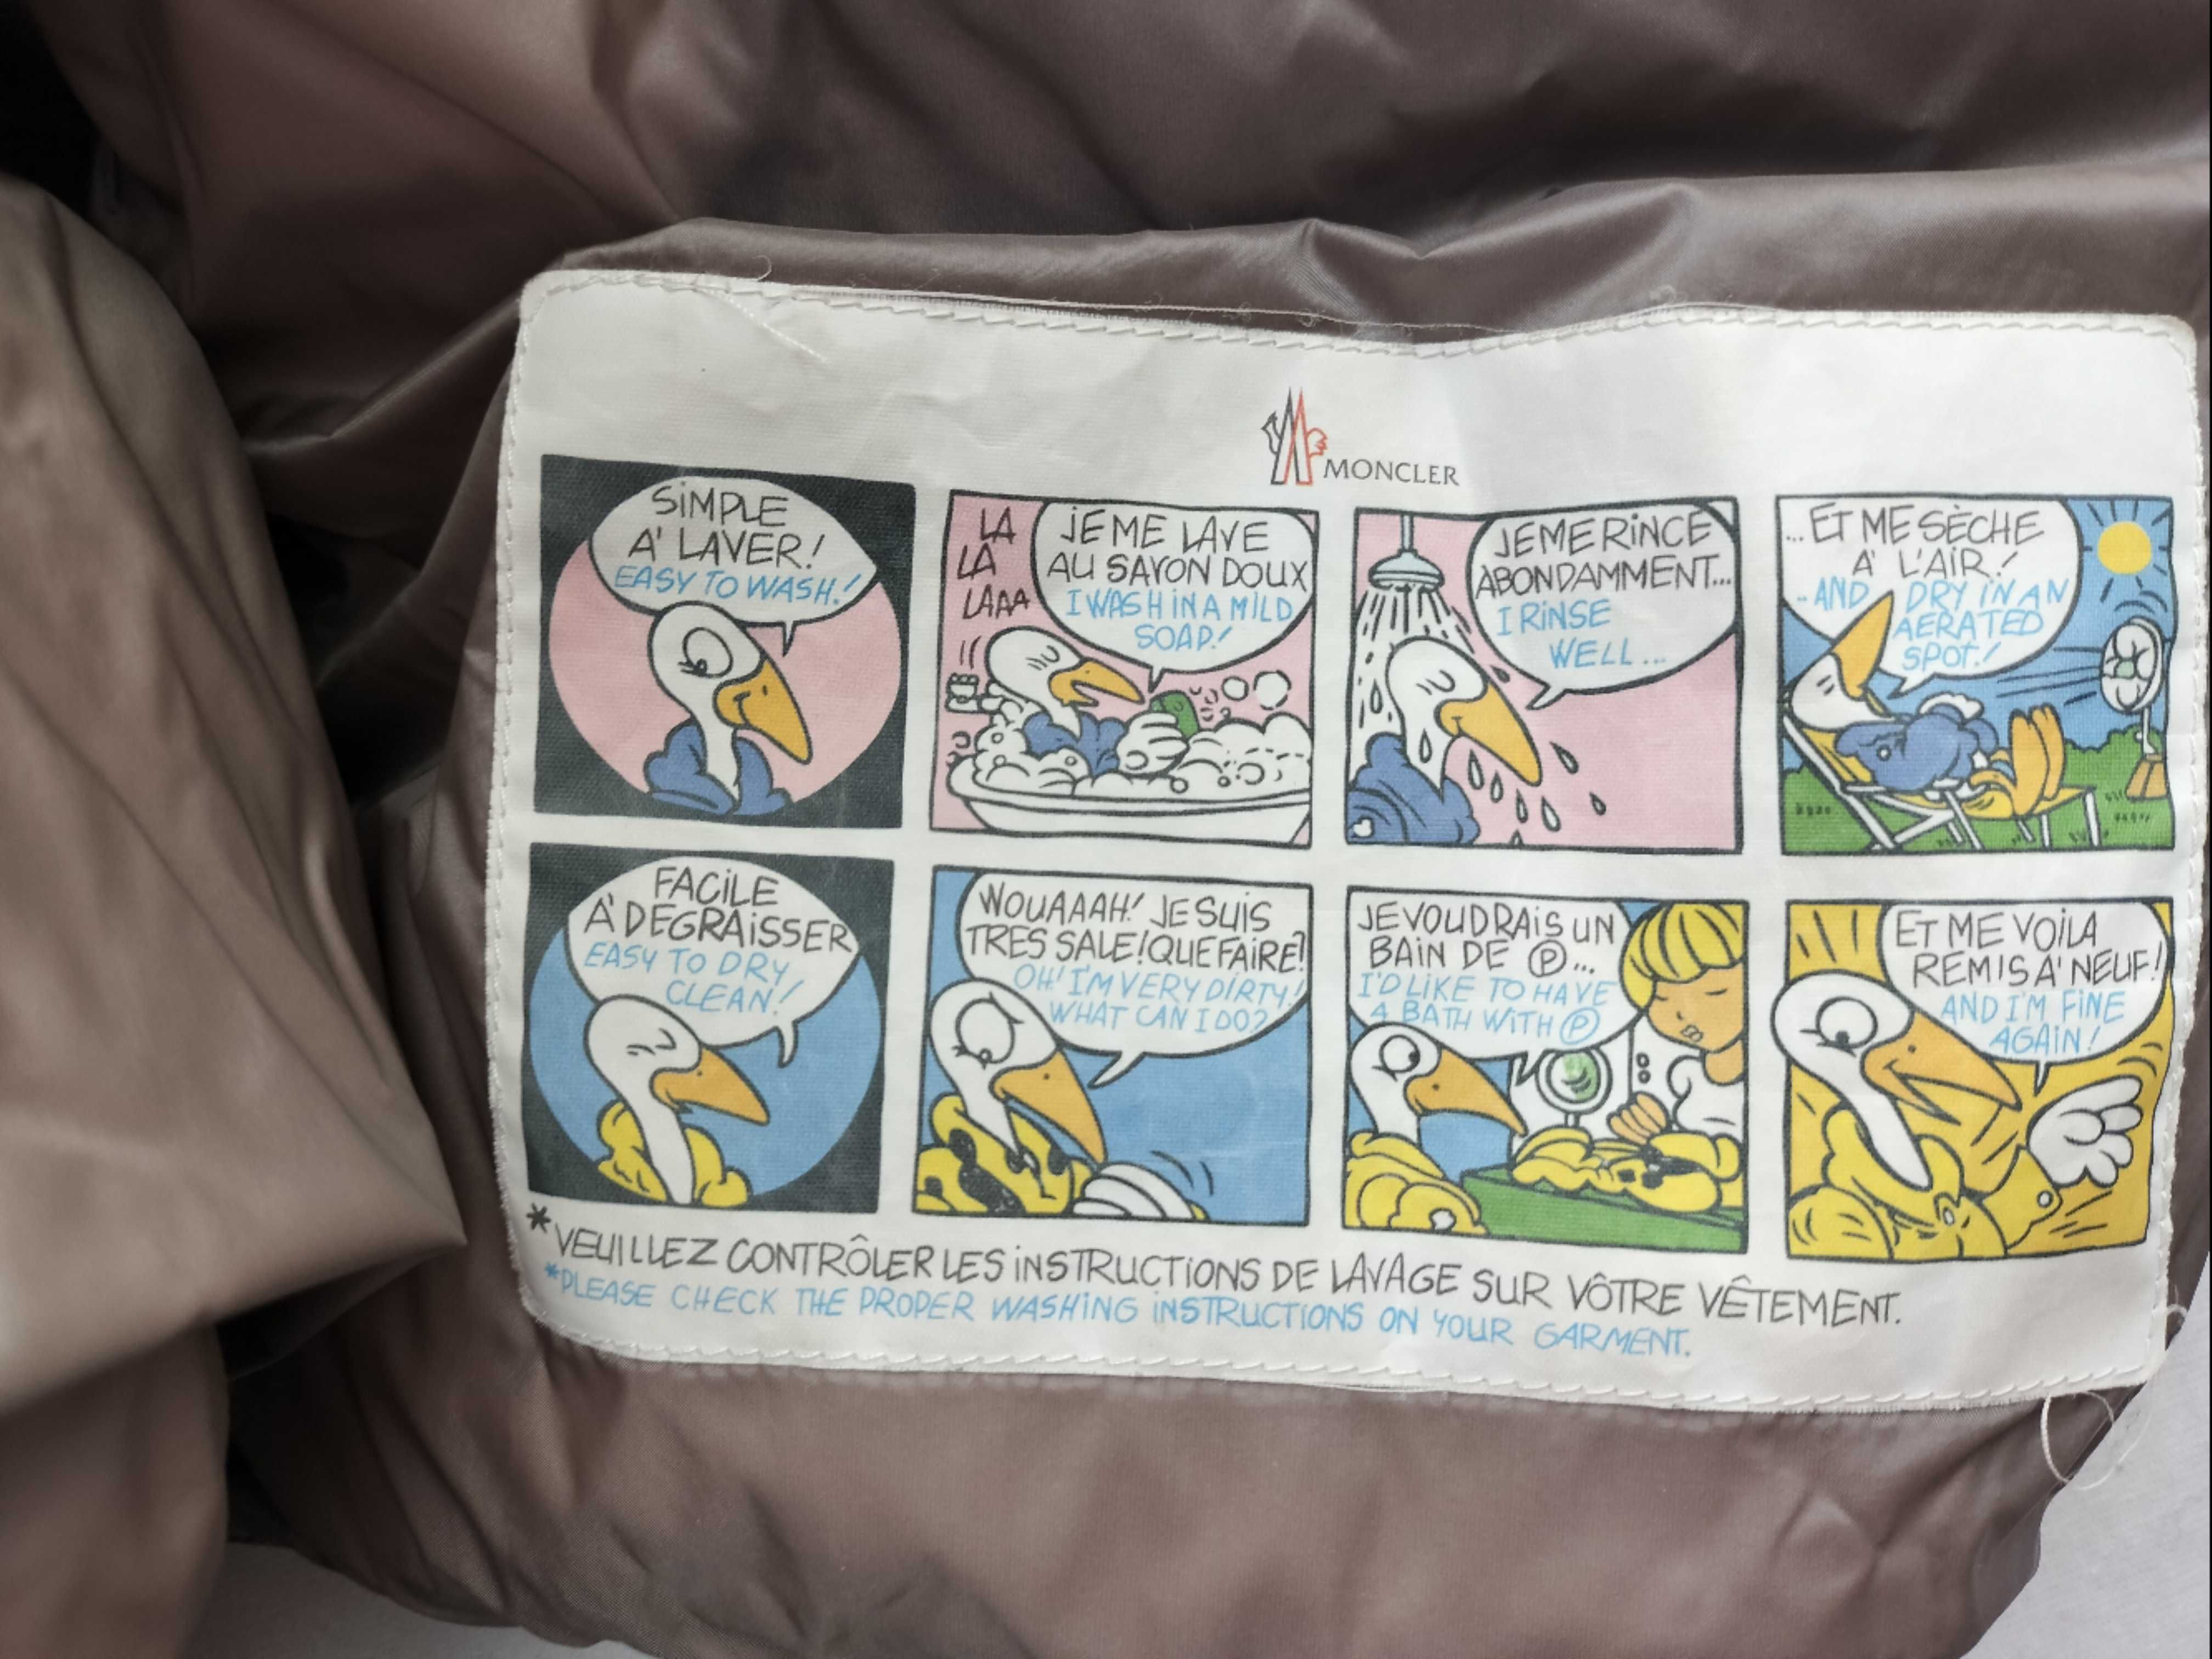 MONCLER
SIMPLE
A' LAVER!
EASY TO WASH!
LA
LA
LAAA
JE ME LAVE
AU SAVON DOUX
I WASH IN A MILD
SOAP!
JE ME RINCE
ABONDAMMENT...
I RINSE
WELL...
... ET ME SÈCHE
A' L'AIR!
.. AND DRY IN AN
AERATED
SPOT!
FACILE
A' DEGRAISSER
EASY TO DRY
CLEAN!
WOUAAAH! JE SUIS
TRES SALE! QUE FAIRE?
OH! I'M VERY DIRTY!
WHAT CAN I DO?
JE VOUDRAIS UN
BAIN DE Ⓟ...
I'D LIKE TO HAVE
A BATH WITH Ⓟ
ET ME VOILA
REMIS A' NEUF!
AND I'M FINE
AGAIN!
*VEUILLEZ CONTRÔLER LES INSTRUCTIONS DE LAVAGE SUR VÔTRE VÊTEMENT.
*PLEASE CHECK THE PROPER WASHING INSTRUCTIONS ON YOUR GARMENT.